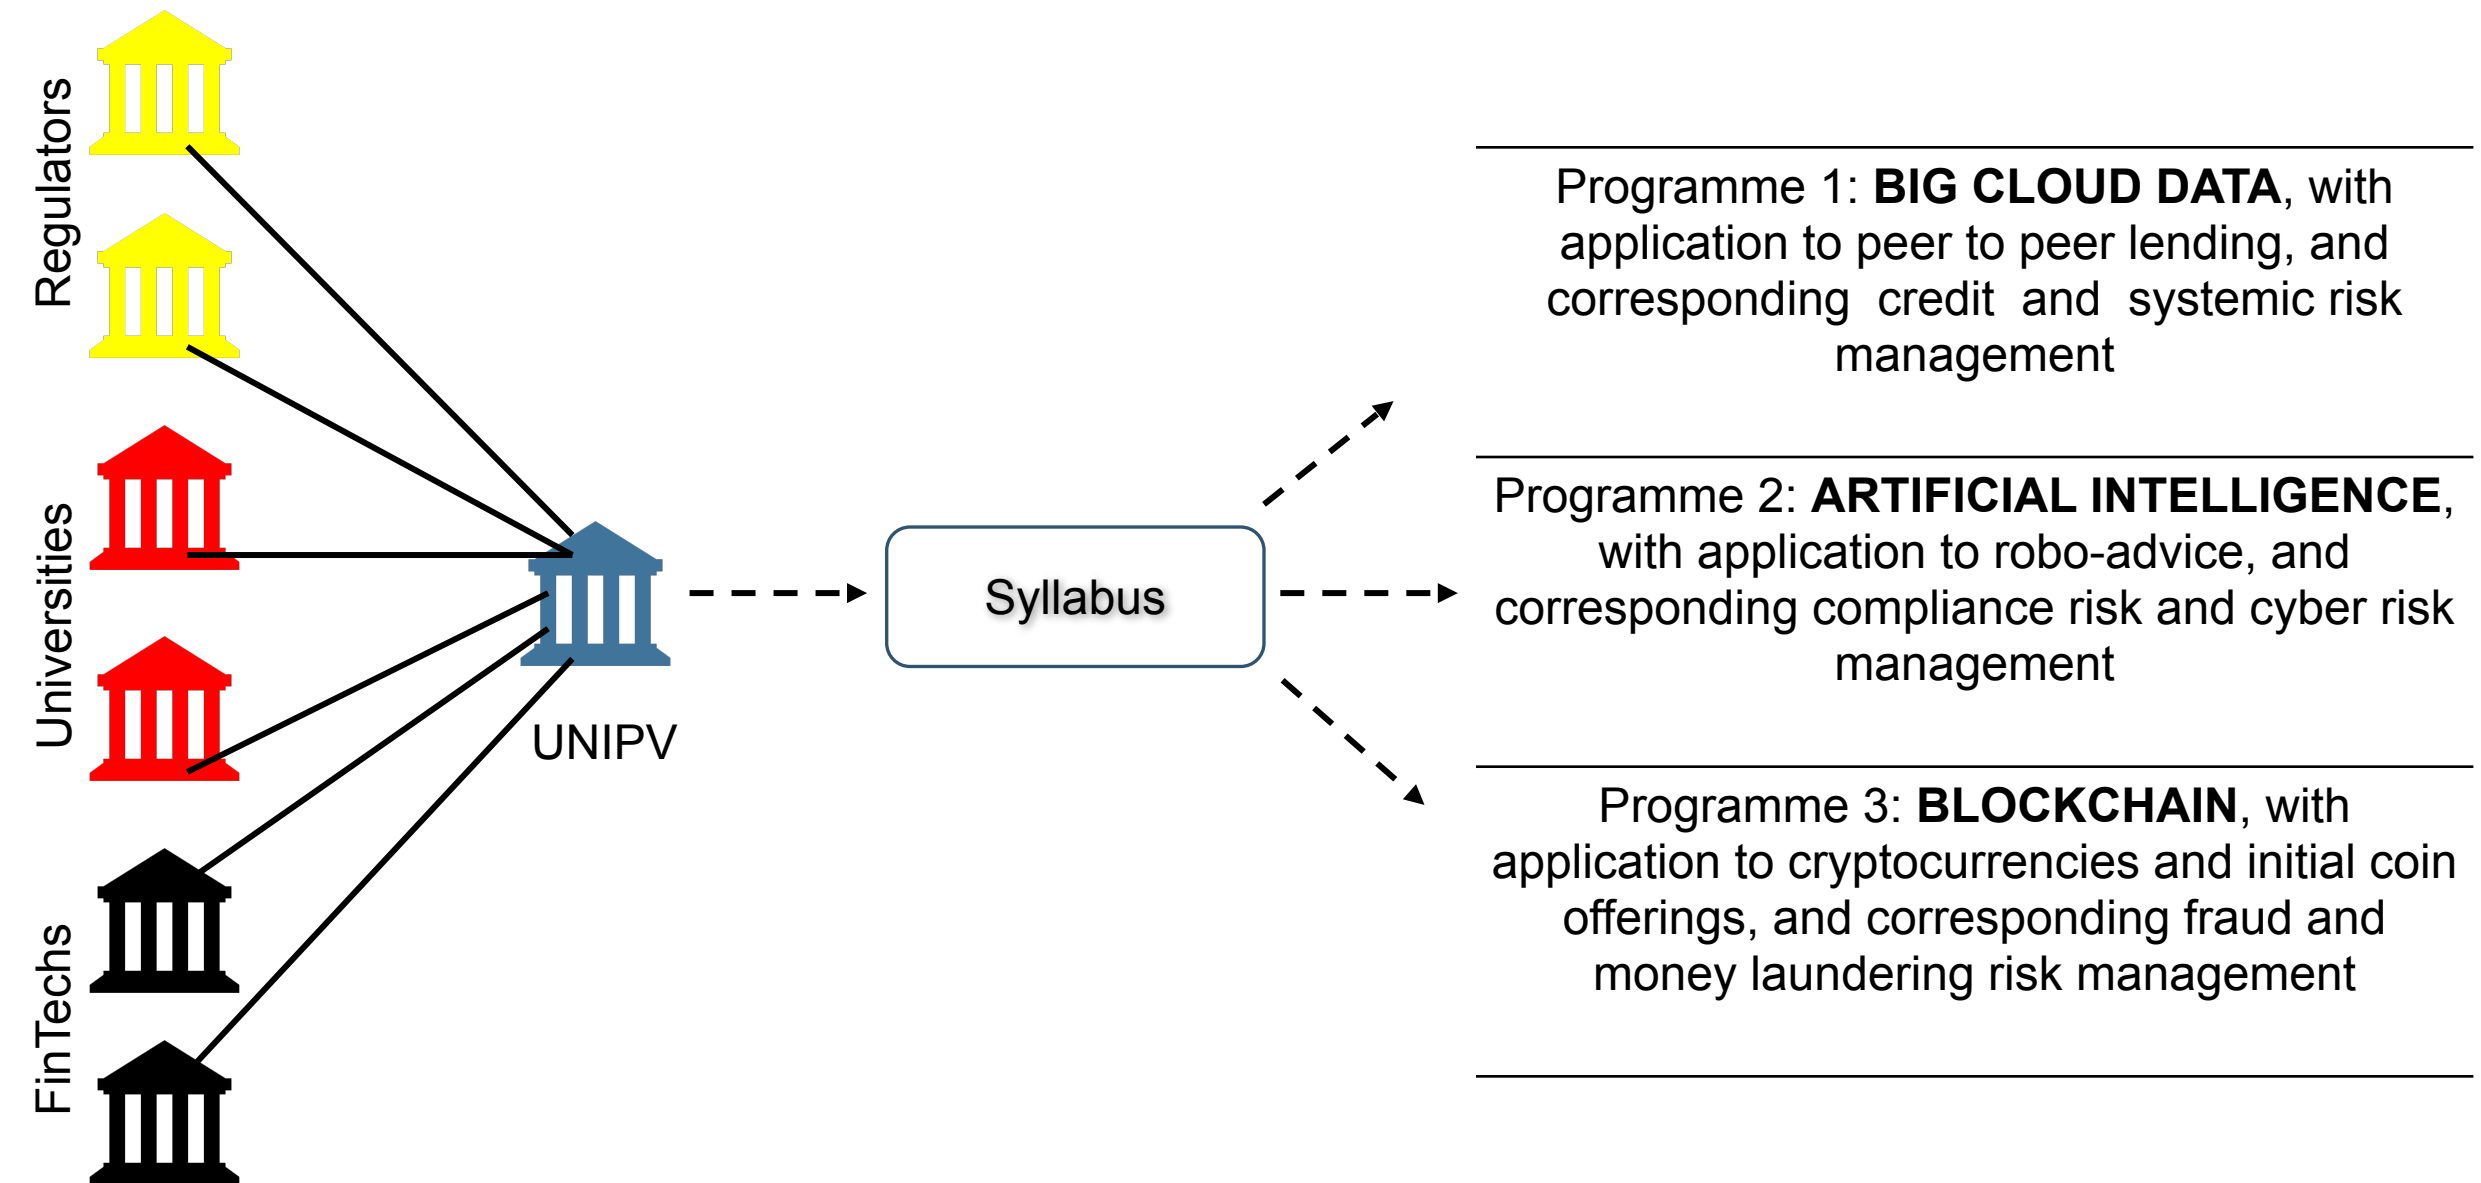 Regulators
Universities
FinTechs
UNIPV
Syllabus
Programme 1: BIG CLOUD DATA, with
application to peer to peer lending, and
corresponding credit and systemic risk
management
Programme 2: ARTIFICIAL INTELLIGENCE,
with application to robo-advice, and
corresponding compliance risk and cyber risk
management
Programme 3: BLOCKCHAIN, with
application to cryptocurrencies and initial coin
offerings, and corresponding fraud and
money laundering risk management